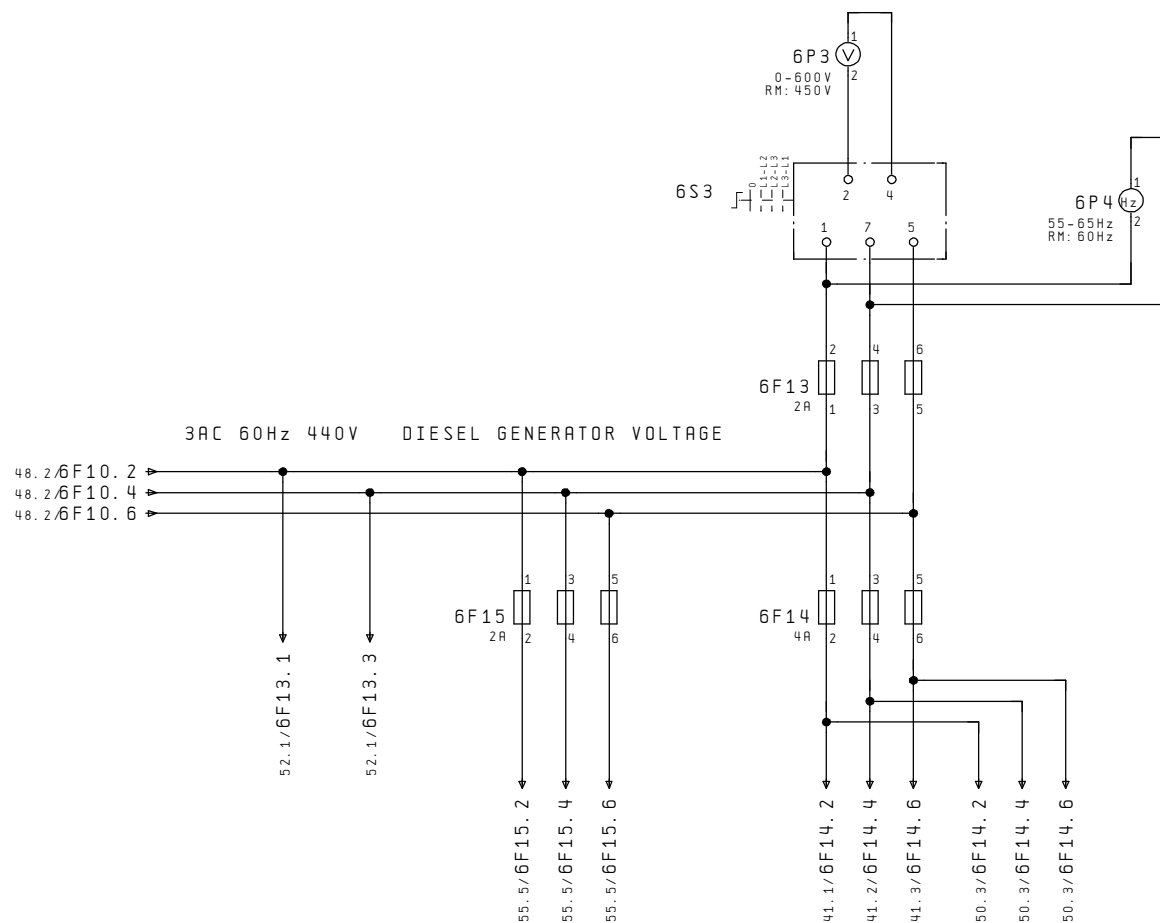 1
6P3
V
0-600V
2
RM: 450V
6S3
0
L1-L2
L2-L3
L3-L1
2
4
1
7
5
1
6P4
Hz
55-65Hz
2
RM: 60Hz
2
4
6
6F13
2A
1
3
5
3AC 60Hz 440V DIESEL GENERATOR VOLTAGE
48.2/6F10.2
48.2/6F10.4
48.2/6F10.6
1
3
5
6F15
2A
2
4
6
1
3
5
6F14
4A
2
4
6
52.1/6F13.1
52.1/6F13.3
55.5/6F15.2
55.5/6F15.4
55.5/6F15.6
41.1/6F14.2
41.2/6F14.4
41.3/6F14.6
50.3/6F14.2
50.3/6F14.4
50.3/6F14.6